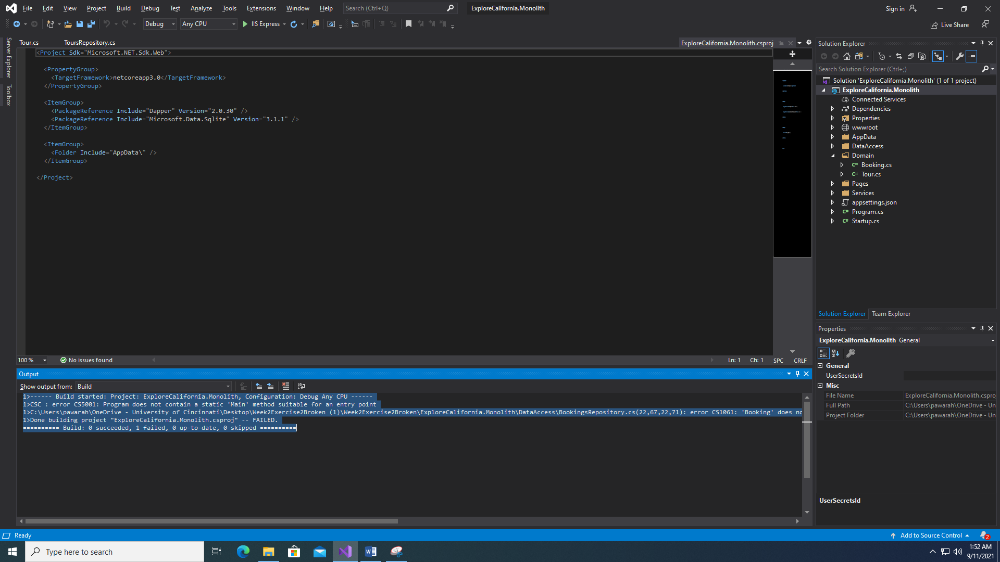 File Edit View Project Build Debug Test Analyze Tools Extensions Window Help Search (Ctrl+Q) ExploreCalifornia.Monolith Sign in
Debug Any CPU IIS Express Live Share
Server Explorer
Toolbox
Tour.cs ToursRepository.cs ExploreCalifornia.Monolith.csproj
<Project Sdk="Microsoft.NET.Sdk.Web">
<PropertyGroup>
<TargetFramework>netcoreapp3.0</TargetFramework>
</PropertyGroup>
<ItemGroup>
<PackageReference Include="Dapper" Version="2.0.30" />
<PackageReference Include="Microsoft.Data.Sqlite" Version="3.1.1" />
</ItemGroup>
<ItemGroup>
<Folder Include="AppData\" />
</ItemGroup>
</Project>
100 % No issues found Ln: 1 Ch: 1 SPC CRLF
Output
Show output from: Build
1>------ Build started: Project: ExploreCalifornia.Monolith, Configuration: Debug Any CPU ------
1>CSC : error CS5001: Program does not contain a static 'Main' method suitable for an entry point
1>C:\Users\pawarah\OneDrive - University of Cincinnati\Desktop\Week2Exercise2Broken (1)\Week2Exercise2Broken\ExploreCalifornia.Monolith\DataAccess\BookingsRepository.cs(22,67,22,71): error CS1061: 'Booking' does no
1>Done building project "ExploreCalifornia.Monolith.csproj" -- FAILED.
========== Build: 0 succeeded, 1 failed, 0 up-to-date, 0 skipped ==========
Solution Explorer
Search Solution Explorer (Ctrl+;)
Solution 'ExploreCalifornia.Monolith' (1 of 1 project)
ExploreCalifornia.Monolith
Connected Services
Dependencies
Properties
wwwroot
AppData
DataAccess
Domain
C# Booking.cs
C# Tour.cs
Pages
Services
appsettings.json
C# Program.cs
C# Startup.cs
Solution Explorer Team Explorer
Properties
ExploreCalifornia.Monolith General
General
UserSecretsId
Misc
File Name ExploreCalifornia.Monolith.cspro
Full Path C:\Users\pawarah\OneDrive - Un
Project Folder C:\Users\pawarah\OneDrive - Un
UserSecretsId
Ready Add to Source Control 2
Type here to search
1:52 AM
9/11/2021